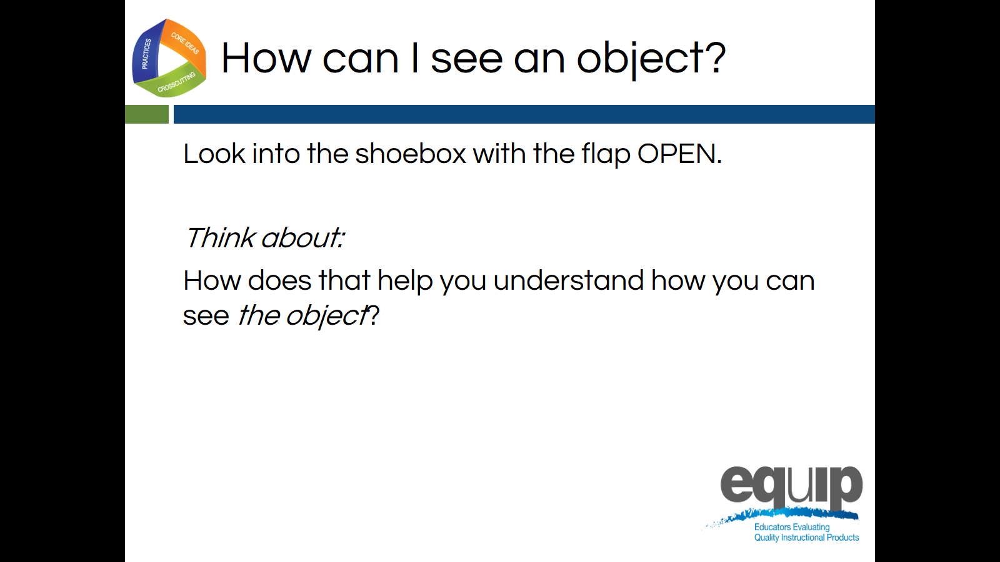 PRACTICES
CORE IDEAS
CROSSCUTTING
How can I see an object?
Look into the shoebox with the flap OPEN.
Think about:
How does that help you understand how you can
see the object?
equip
Educators Evaluating
Quality Instructional Products